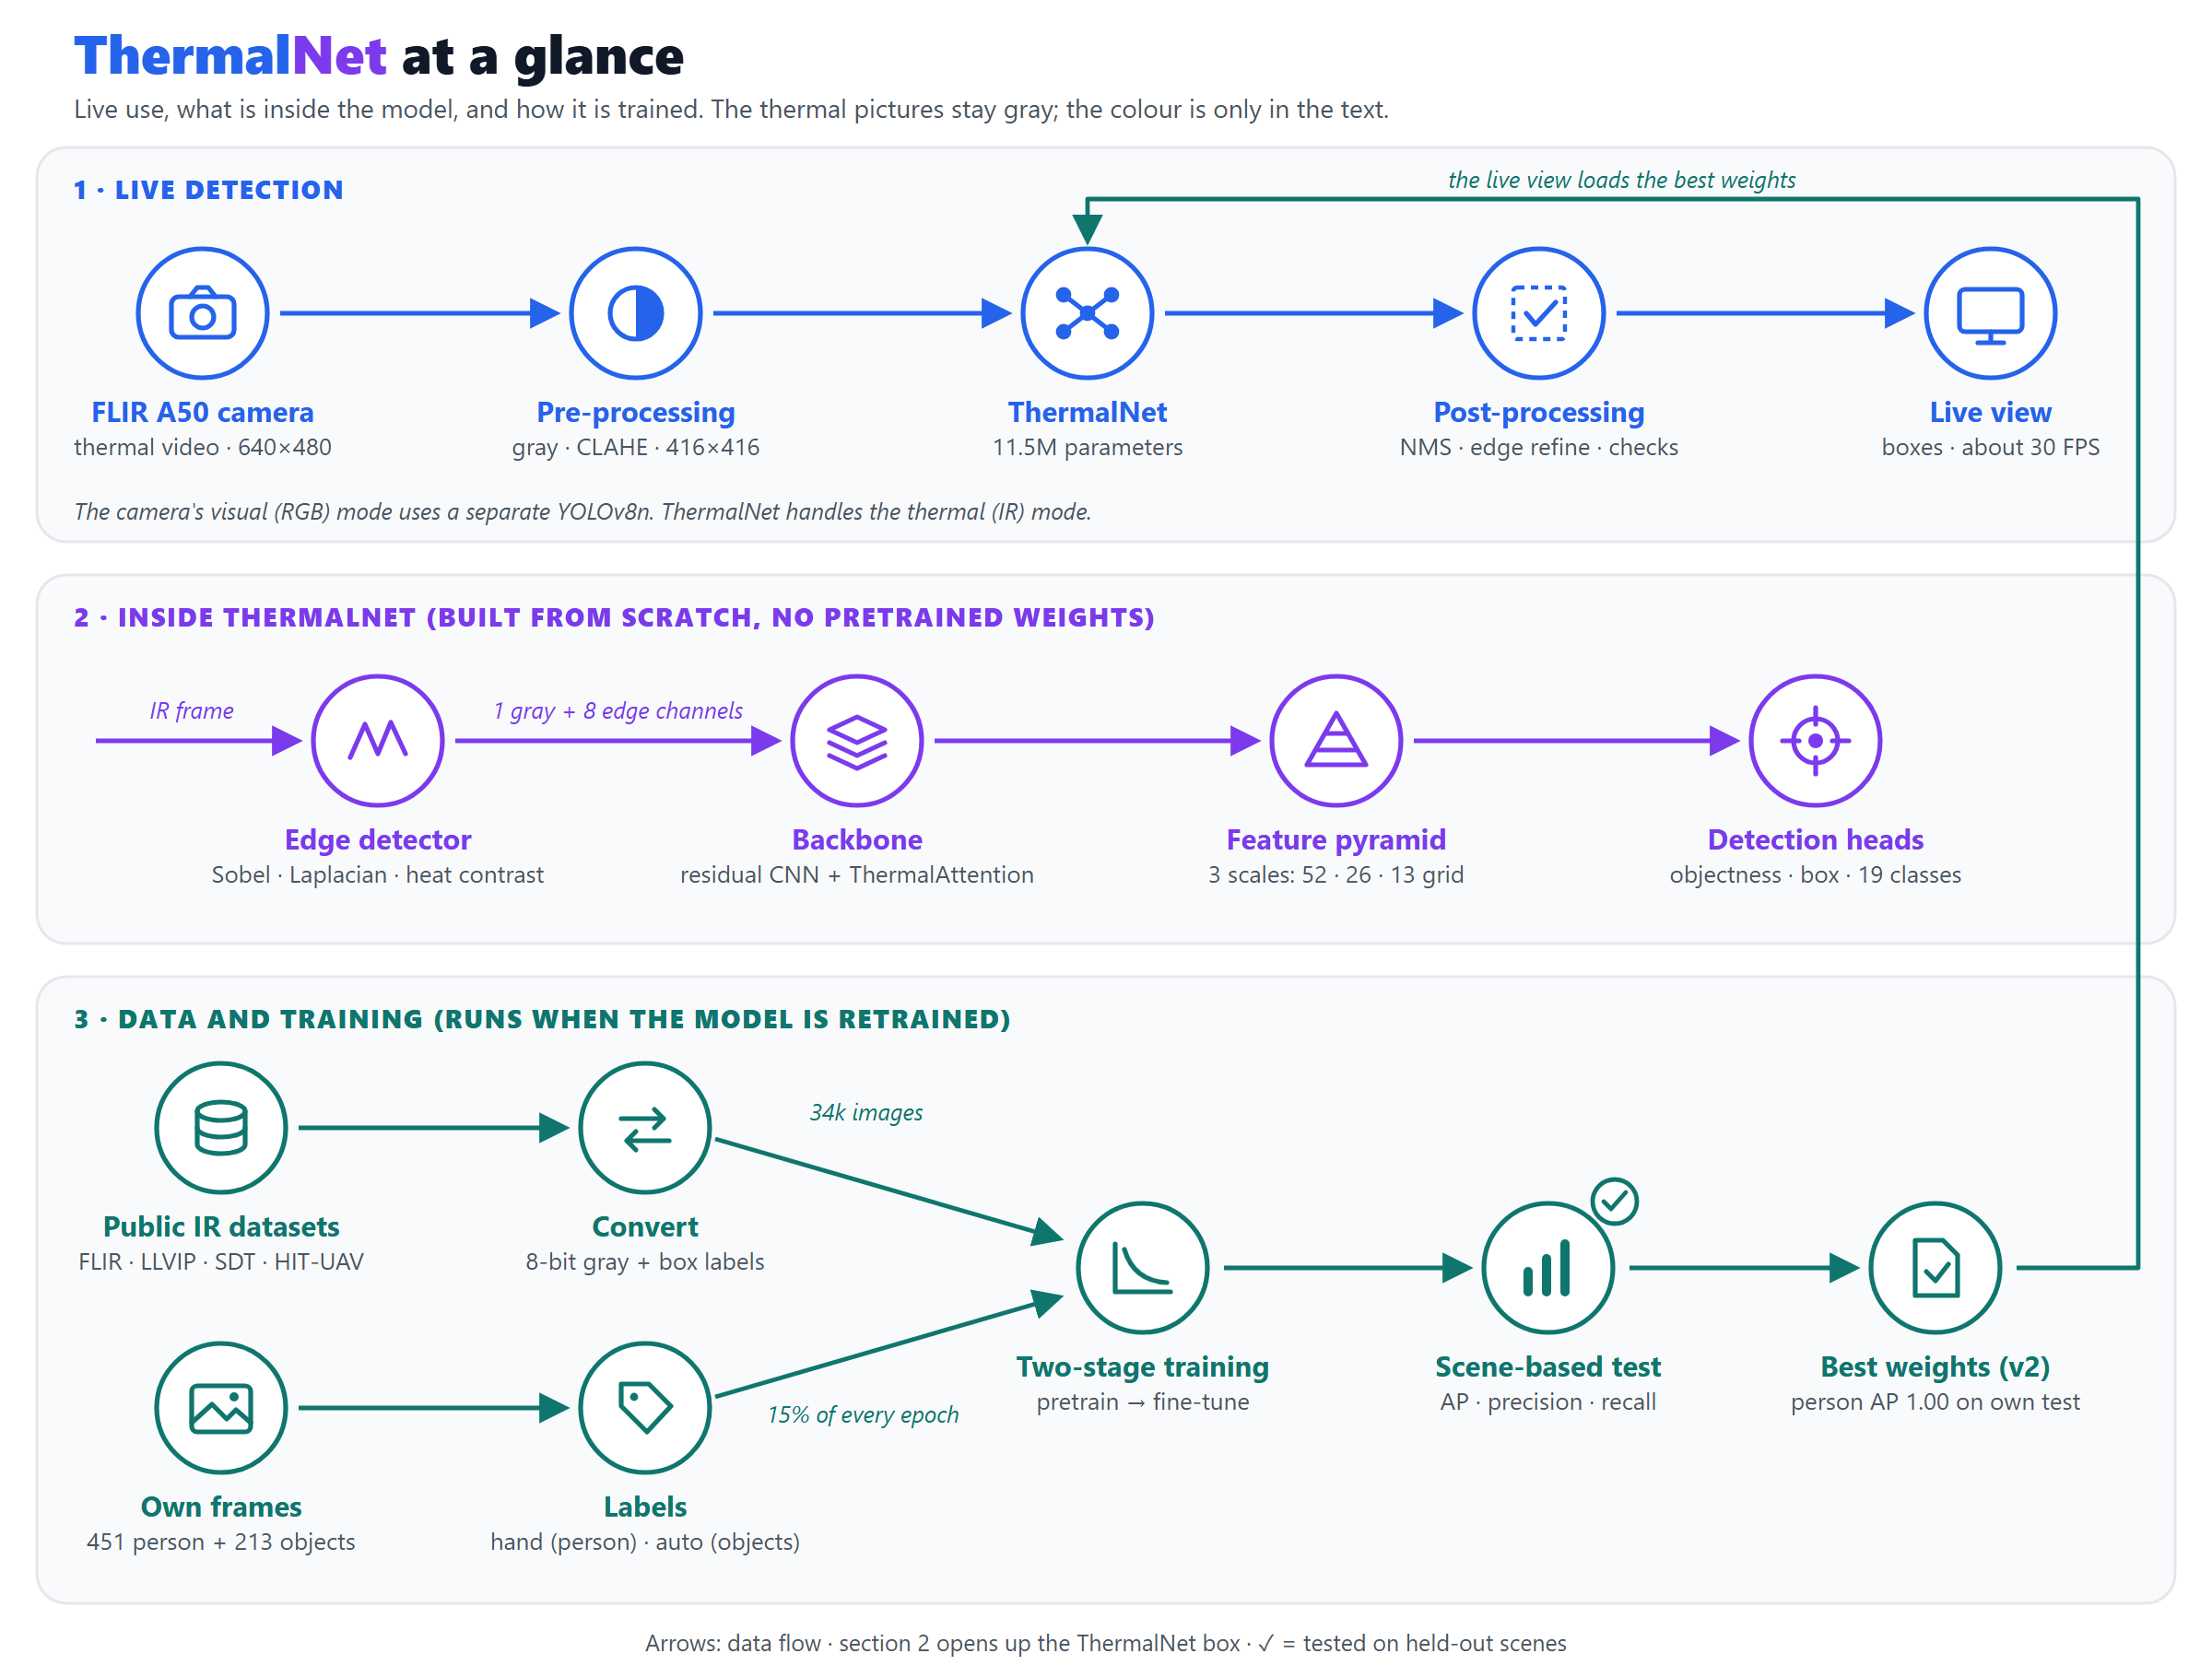 ThermalNet at a glance
Live use, what is inside the model, and how it is trained. The thermal pictures stay gray; the colour is only in the text.
1 · LIVE DETECTION
the live view loads the best weights
FLIR A50 camera
thermal video · 640×480
Pre-processing
gray · CLAHE · 416×416
ThermalNet
11.5M parameters
Post-processing
NMS · edge refine · checks
Live view
boxes · about 30 FPS
The camera's visual (RGB) mode uses a separate YOLOv8n. ThermalNet handles the thermal (IR) mode.
2 · INSIDE THERMALNET (BUILT FROM SCRATCH, NO PRETRAINED WEIGHTS)
IR frame
1 gray + 8 edge channels
Edge detector
Sobel · Laplacian · heat contrast
Backbone
residual CNN + ThermalAttention
Feature pyramid
3 scales: 52 · 26 · 13 grid
Detection heads
objectness · box · 19 classes
3 · DATA AND TRAINING (RUNS WHEN THE MODEL IS RETRAINED)
34k images
Public IR datasets
FLIR · LLVIP · SDT · HIT-UAV
Convert
8-bit gray + box labels
Two-stage training
pretrain → fine-tune
Scene-based test
AP · precision · recall
Best weights (v2)
person AP 1.00 on own test
15% of every epoch
Own frames
451 person + 213 objects
Labels
hand (person) · auto (objects)
Arrows: data flow · section 2 opens up the ThermalNet box · ✓ = tested on held-out scenes